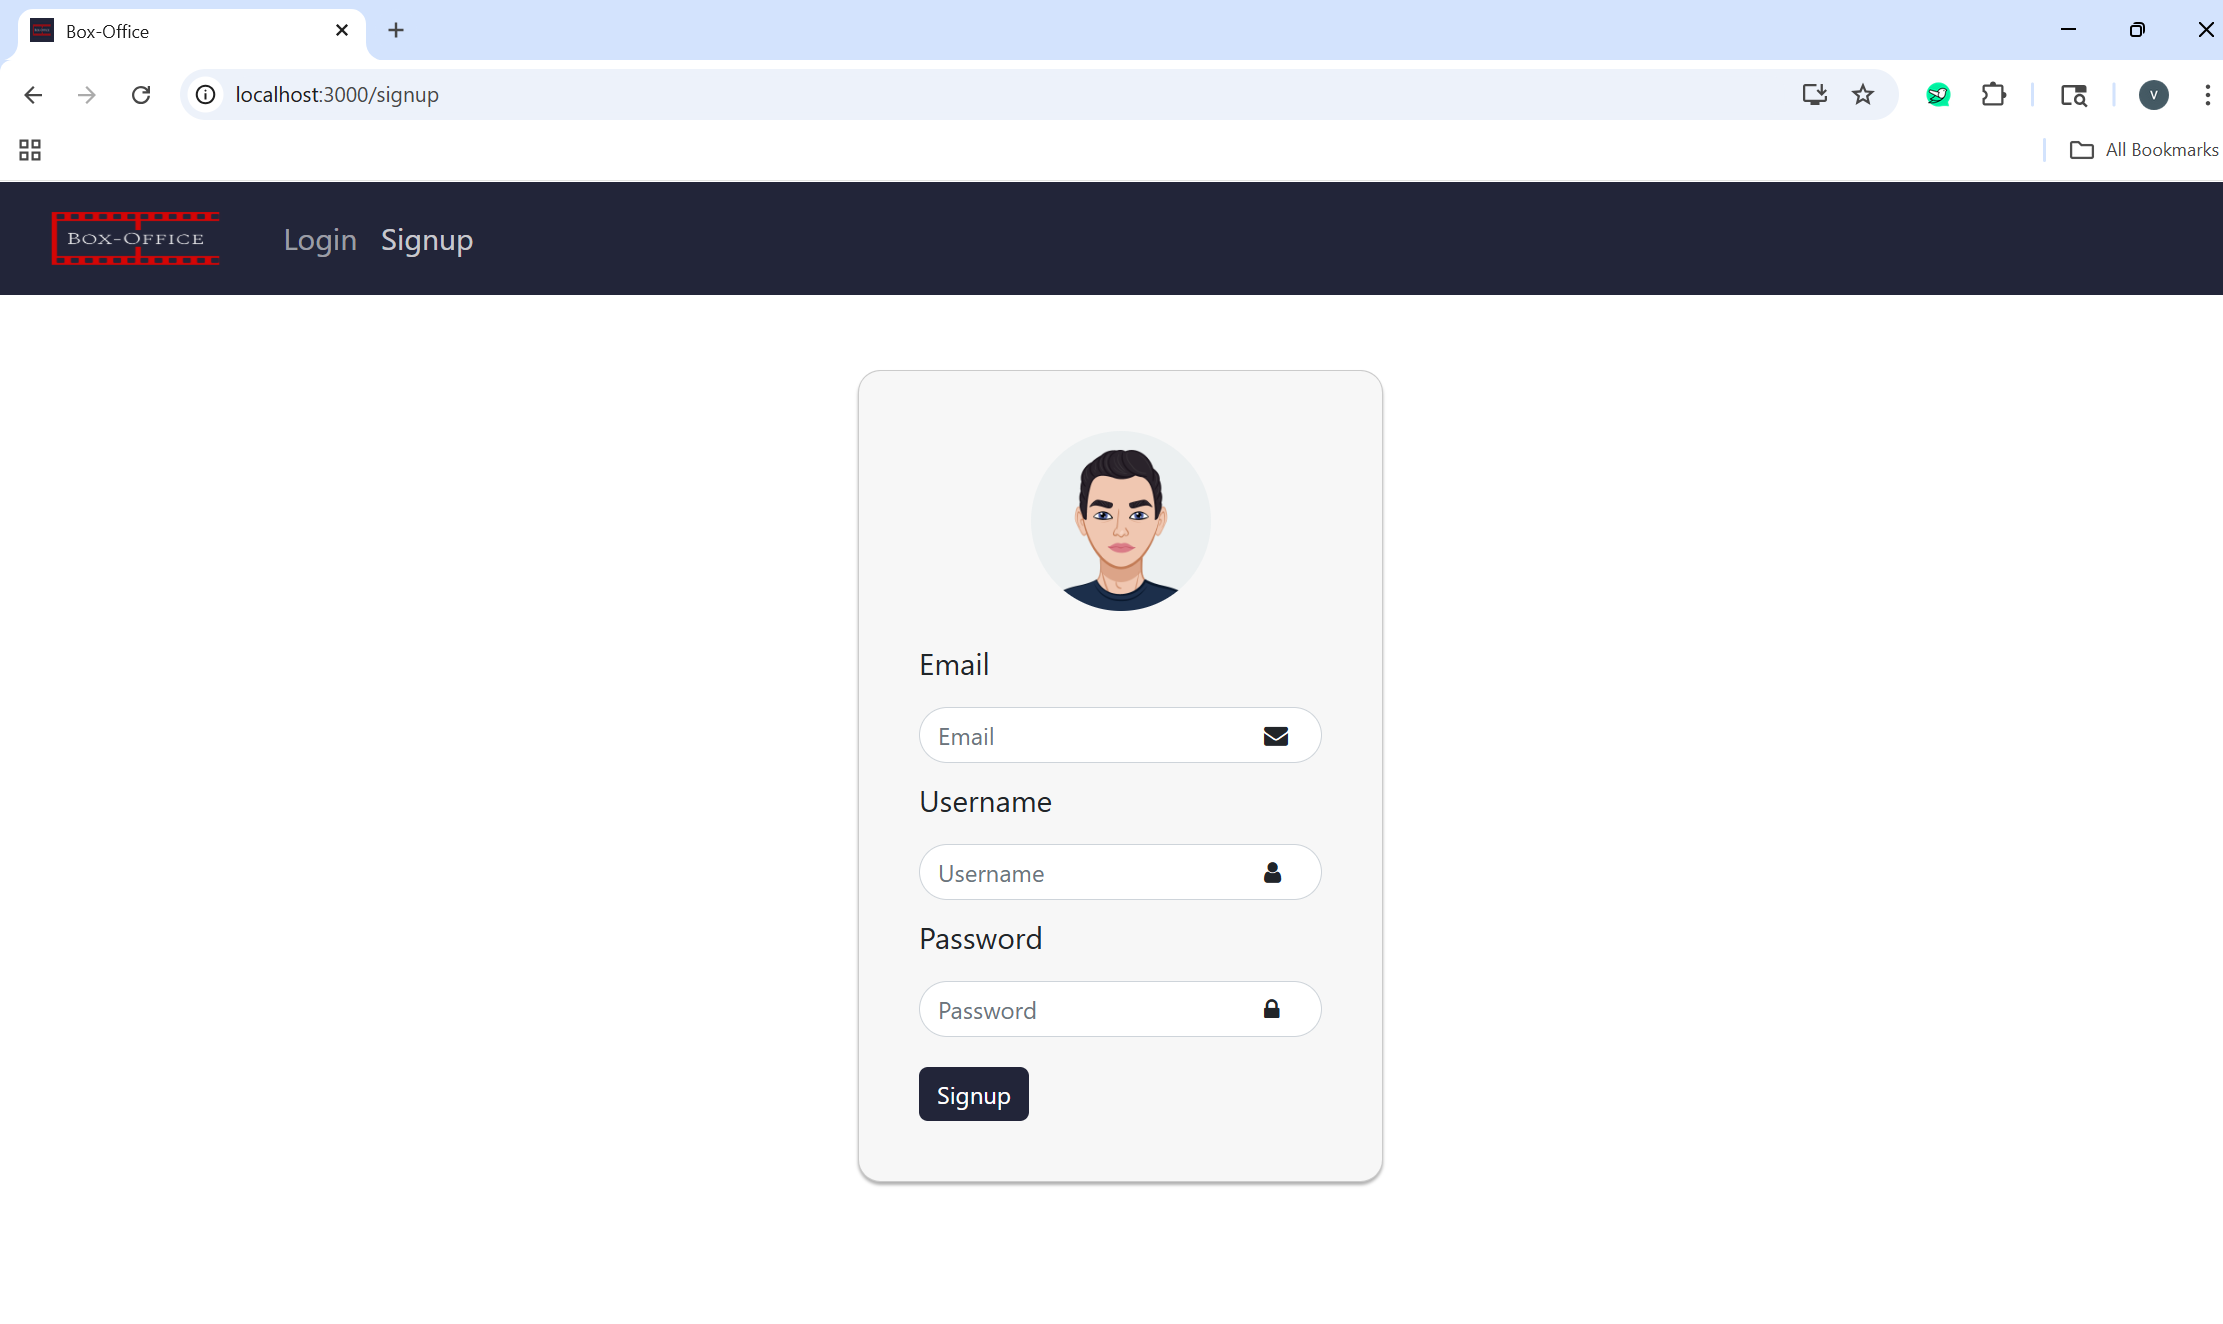 Box-Office
localhost:3000/signup
V
All Bookmarks
BOX-OFFICE
Login Signup
Email
Email
Username
Username
Password
Password
Signup